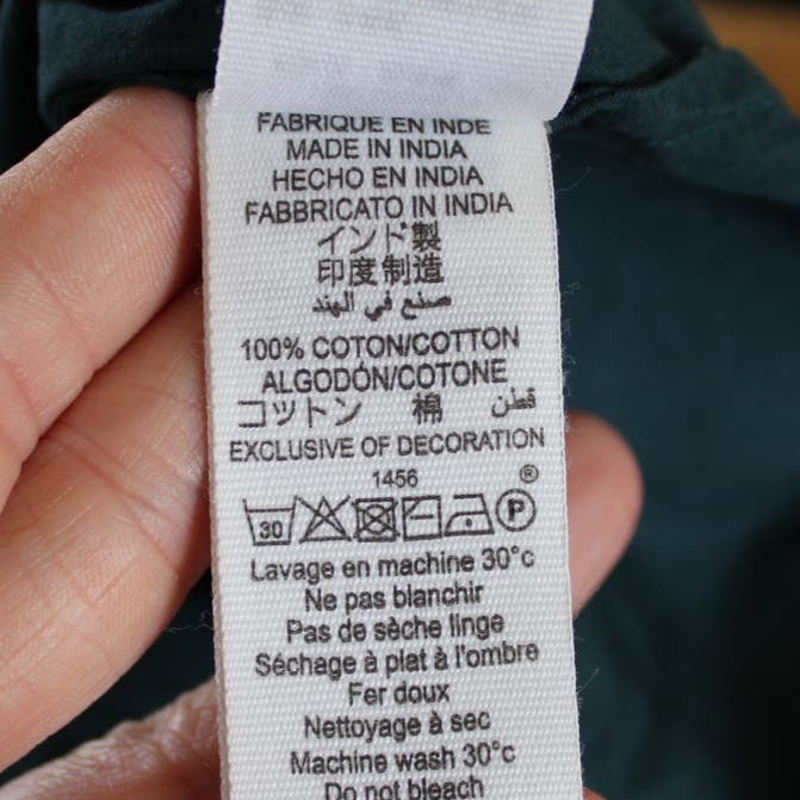 FABRIQUE EN INDE
MADE IN INDIA
HECHO EN INDIA
FABBRICATO IN INDIA
インド製
印度制造
صنع في الهند
100% COTON/COTTON
ALGODÓN/COTONE
コットン 棉 قطن
EXCLUSIVE OF DECORATION
1456 ®
30 P
Lavage en machine 30°c
Ne pas blanchir
Pas de sèche linge
Séchage à plat à l'ombre
Fer doux
Nettoyage à sec
Machine wash 30°c
Do not bleach